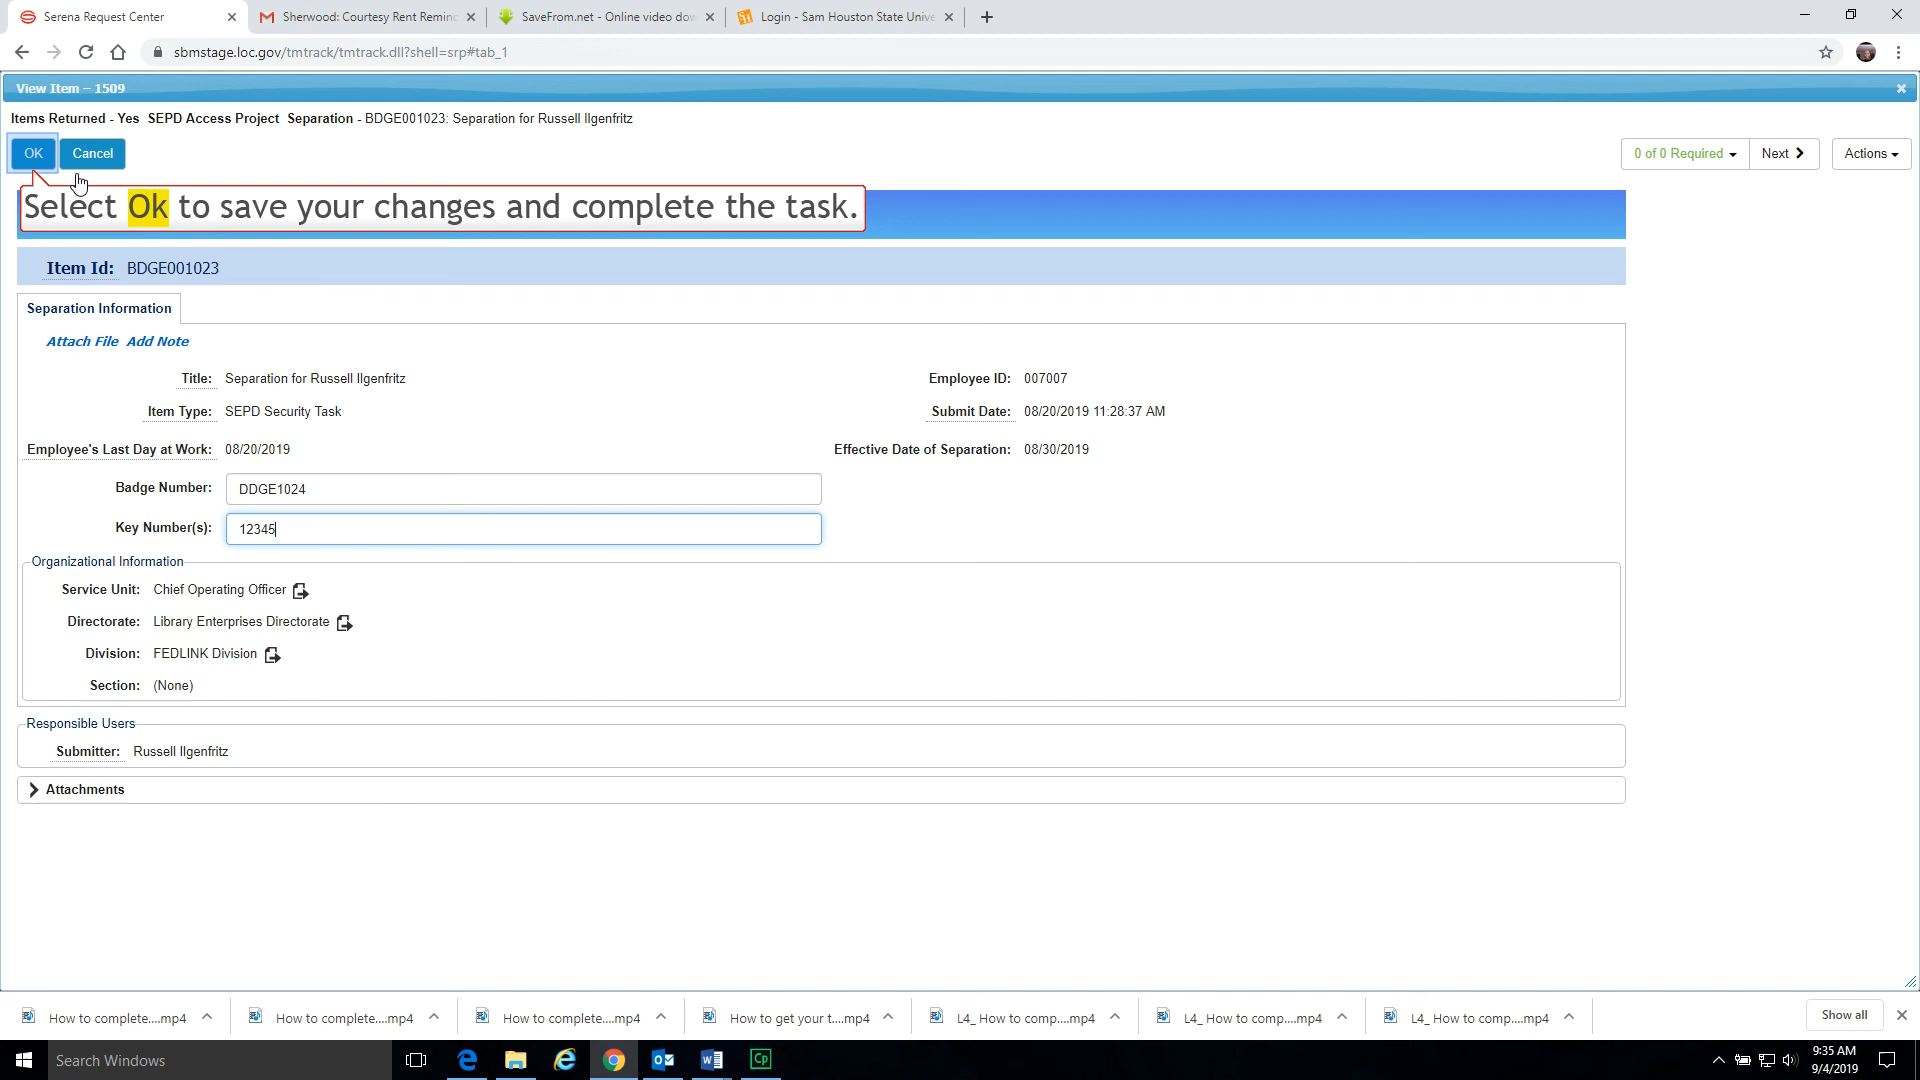 Serena Request Center
Sherwood: Courtesy Rent Remind
SaveFrom.net - Online video dow
Login - Sam Houston State Unive
sbmstage.loc.gov/tmtrack/tmtrack.dll?shell=srp#tab_1
View Item – 1509
Items Returned - Yes SEPD Access Project Separation - BDGE001023: Separation for Russell Ilgenfritz
OK Cancel 0 of 0 Required Next Actions
Select Ok to save your changes and complete the task.
Item Id: BDGE001023
Separation Information
Attach File Add Note
Title: Separation for Russell Ilgenfritz Employee ID: 007007
Item Type: SEPD Security Task Submit Date: 08/20/2019 11:28:37 AM
Employee's Last Day at Work: 08/20/2019 Effective Date of Separation: 08/30/2019
Badge Number: DDGE1024
Key Number(s): 12345
Organizational Information
Service Unit: Chief Operating Officer
Directorate: Library Enterprises Directorate
Division: FEDLINK Division
Section: (None)
Responsible Users
Submitter: Russell Ilgenfritz
Attachments
How to complete....mp4 How to complete....mp4 How to complete....mp4 How to get your t....mp4 L4_ How to comp....mp4 L4_ How to comp....mp4 L4_ How to comp....mp4 Show all
Search Windows
Cp
9:35 AM
9/4/2019